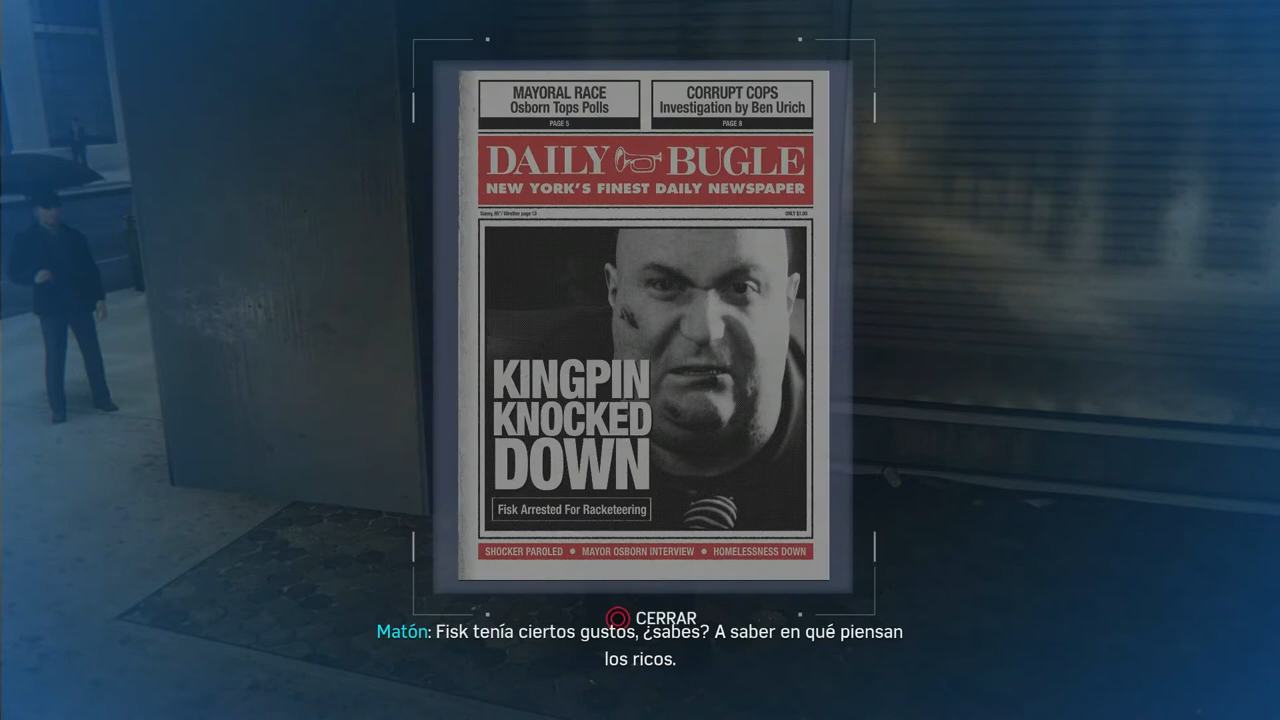 MAYORAL RACE
Osborn Tops Polls
PAGE 5
CORRUPT COPS
Investigation by Ben Urich
PAGE 8
DAILY BUGLE
NEW YORK'S FINEST DAILY NEWSPAPER
ONLY $1.00
KINGPIN
KNOCKED
DOWN
Fisk Arrested For Racketeering
SHOCKER PAROLED • MAYOR OSBORN INTERVIEW • HOMELESSNESS DOWN
CERRAR
Matón: Fisk tenía ciertos gustos, ¿sabes? A saber en qué piensan
los ricos.